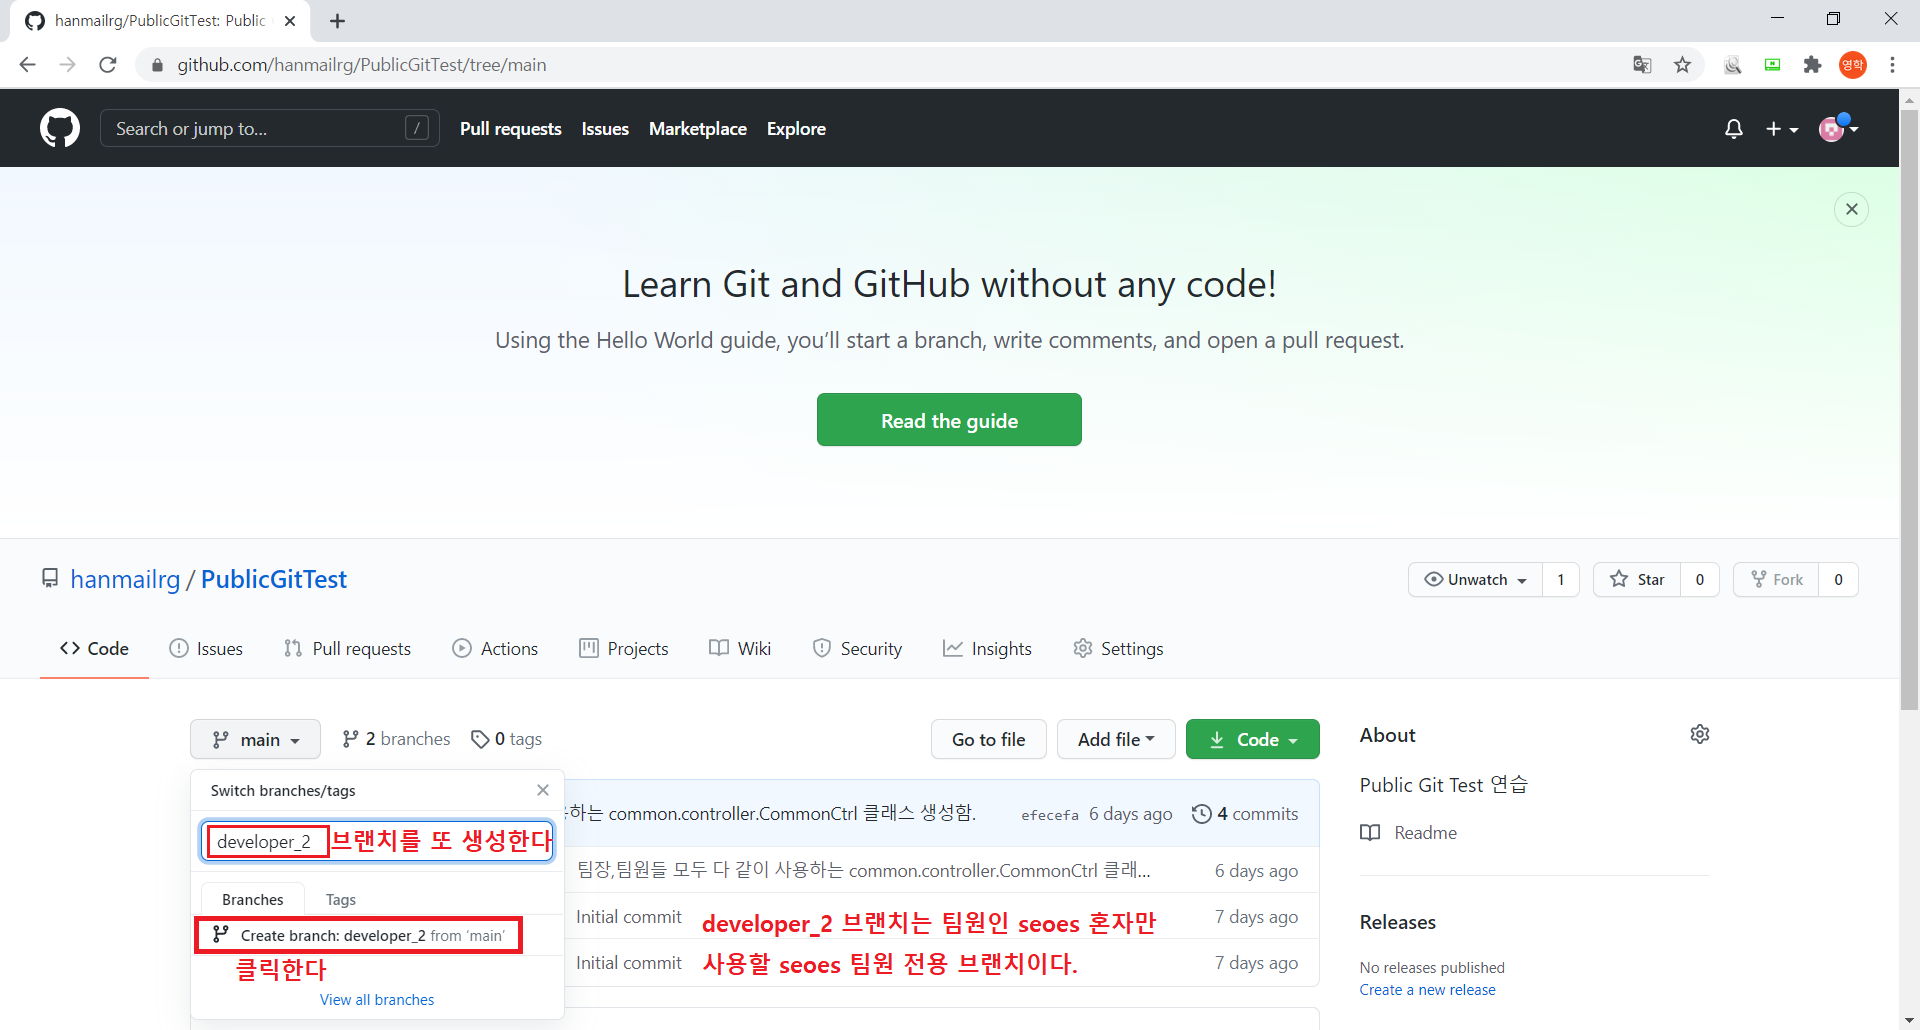 hanmailrg/PublicGitTest: Public
github.com/hanmailrg/PublicGitTest/tree/main
영학
Search or jump to... /
Pull requests Issues Marketplace Explore
Learn Git and GitHub without any code!
Using the Hello World guide, you’ll start a branch, write comments, and open a pull request.
Read the guide
hanmailrg / PublicGitTest
Unwatch 1 Star 0 Fork 0
Code Issues Pull requests Actions Projects Wiki Security Insights Settings
main 2 branches 0 tags
Go to file Add file Code
Switch branches/tags
developer_2 브랜치를 또 생성한다
Branches Tags
Create branch: developer_2 from ‘main’
클릭한다
View all branches
하는 common.controller.CommonCtrl 클래스 생성함. efecefa 6 days ago 4 commits
팀장,팀원들 모두 다 같이 사용하는 common.controller.CommonCtrl 클래... 6 days ago
Initial commit 7 days ago
developer_2 브랜치는 팀원인 seoes 혼자만
Initial commit 7 days ago
사용할 seoes 팀원 전용 브랜치이다.
About
Public Git Test 연습
Readme
Releases
No releases published
Create a new release